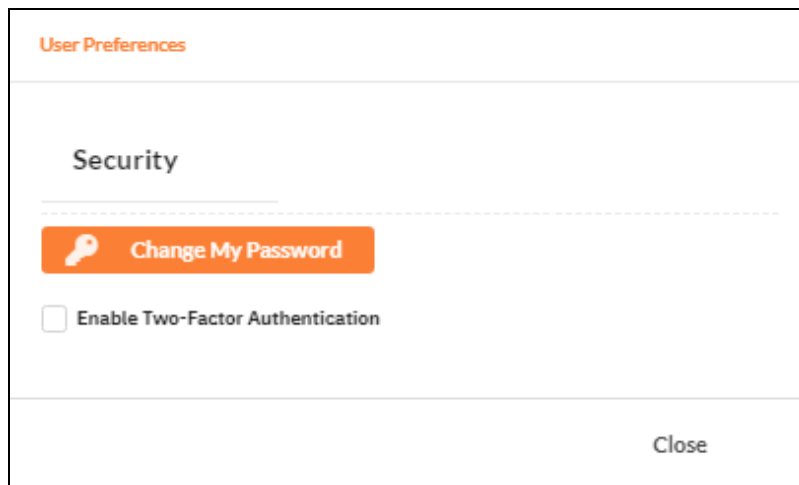 User Preferences
Security
Change My Password
Enable Two-Factor Authentication
Close